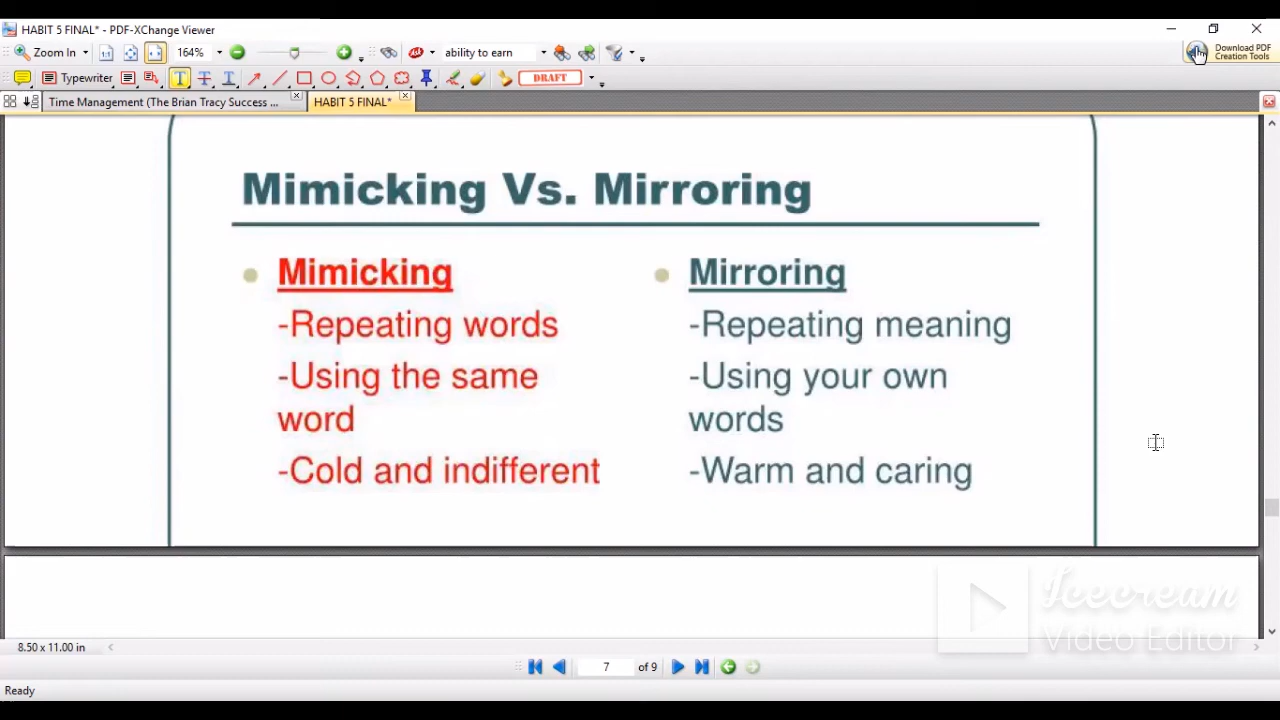 HABIT 5 FINAL* - PDF-XChange Viewer
Zoom In
164%
ability to earn
Download PDF
Creation Tools
Typewriter
DRAFT
Time Management (The Brian Tracy Success ...
HABIT 5 FINAL*
Mimicking Vs. Mirroring
Mimicking
-Repeating words
-Using the same
word
-Cold and indifferent
Mirroring
-Repeating meaning
-Using your own
words
-Warm and caring
Icecream
Video Editor
8.50 x 11.00 in
7 of 9
Ready